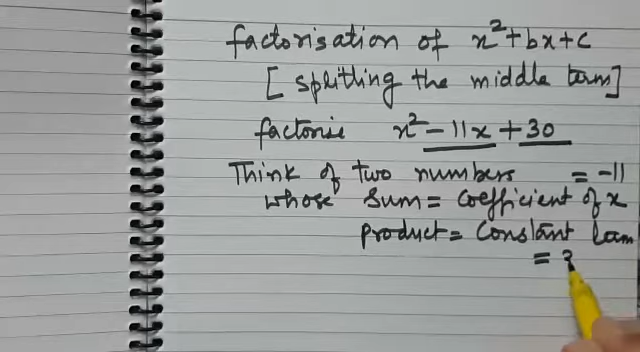 factorisation of x²+bx+c
[ splitting the middle term]
factorise x² - 11x + 30
Think of two numbers = -11
whose sum = Coefficient of x
product = Constant term
= 3